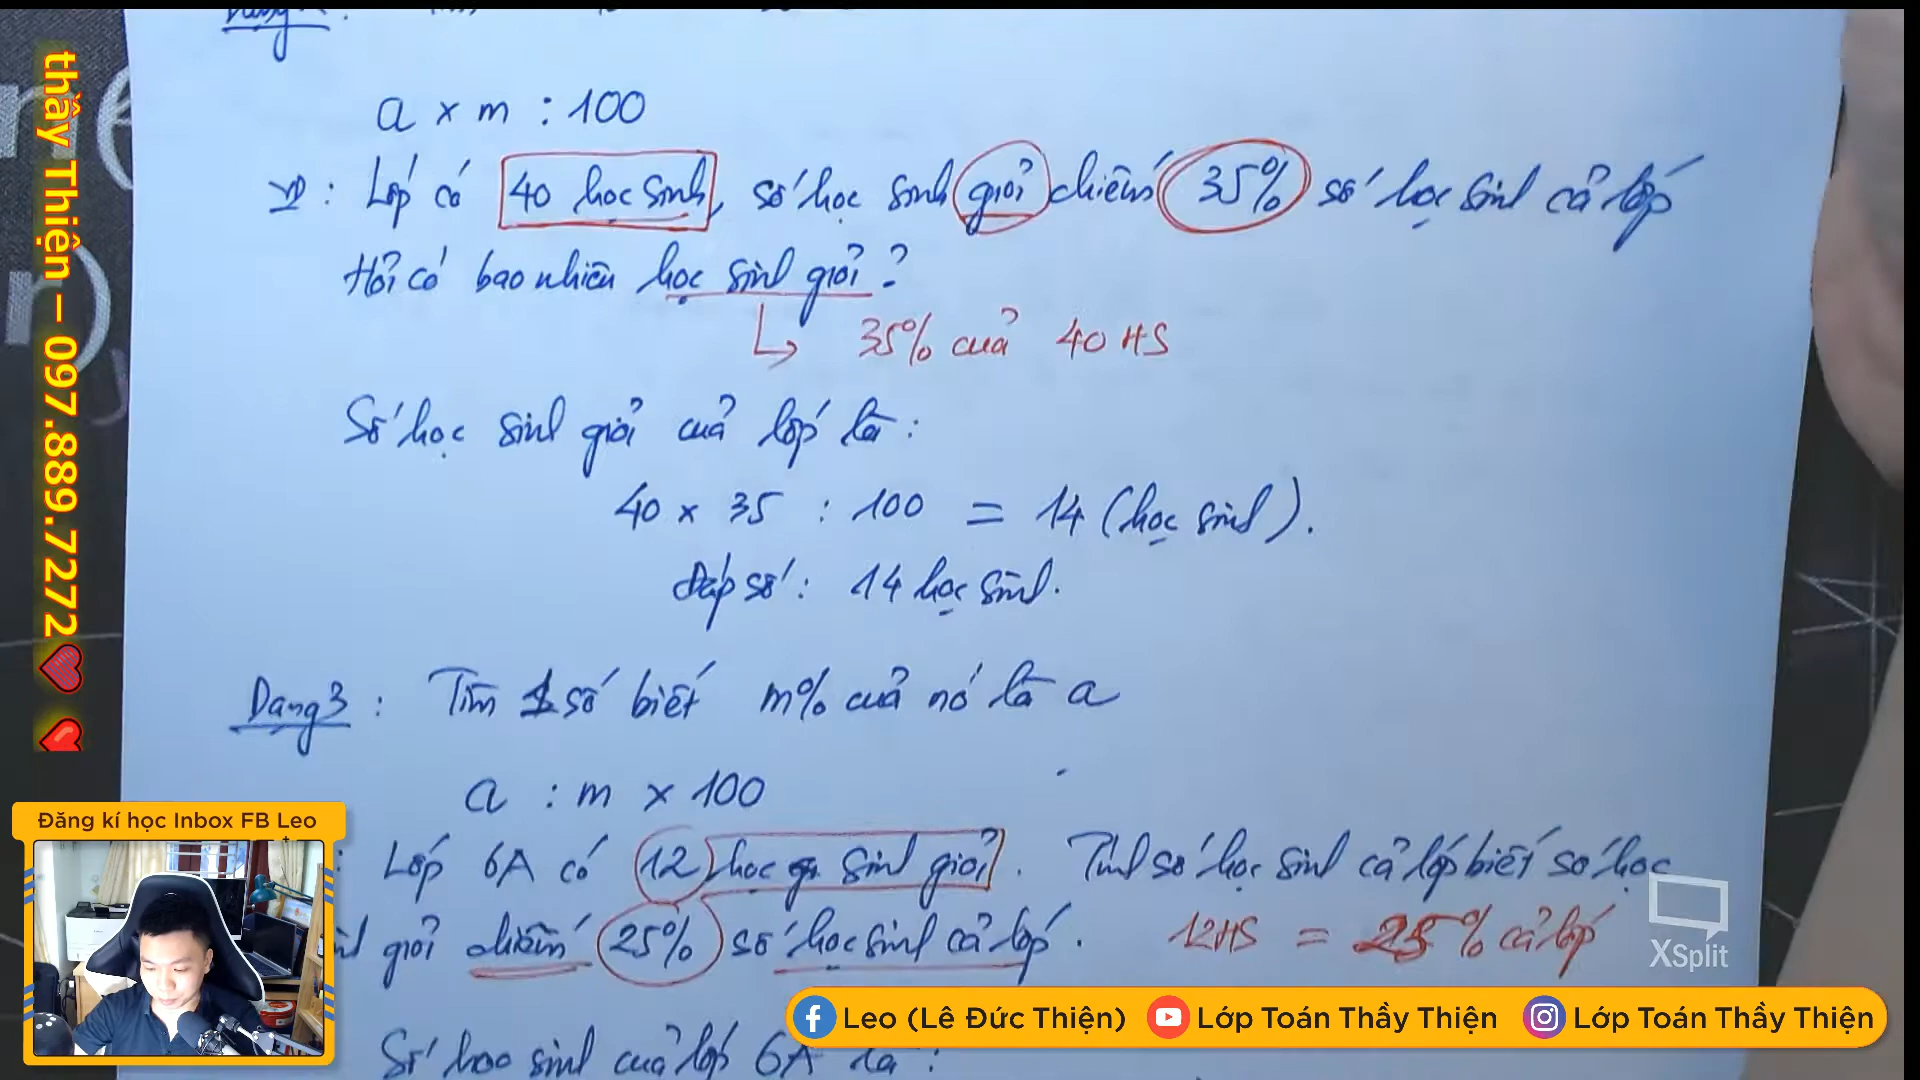 a x m : 100
VD : Lớp có 40 học sinh, số học sinh giỏi chiếm 35% số học sinh cả lớp
Hỏi có bao nhiêu học sinh giỏi ?
35% của 40 HS
Số học sinh giỏi của lớp là :
40 x 35 : 100 = 14 (học sinh).
Đáp số : 14 học sinh.
Dạng 3 : Tìm 1 số biết m% của nó là a
a : m x 100
: Lớp 6A có 12 học sinh giỏi. Tính số học sinh cả lớp biết số học
giỏi chiếm 25% số học sinh cả lớp. 12HS = 25% cả lớp
Số học sinh của lớp 6A là :
thầy Thiện – 097.889.7272
Đăng kí học Inbox FB Leo
XSplit
Leo (Lê Đức Thiện) Lớp Toán Thầy Thiện Lớp Toán Thầy Thiện